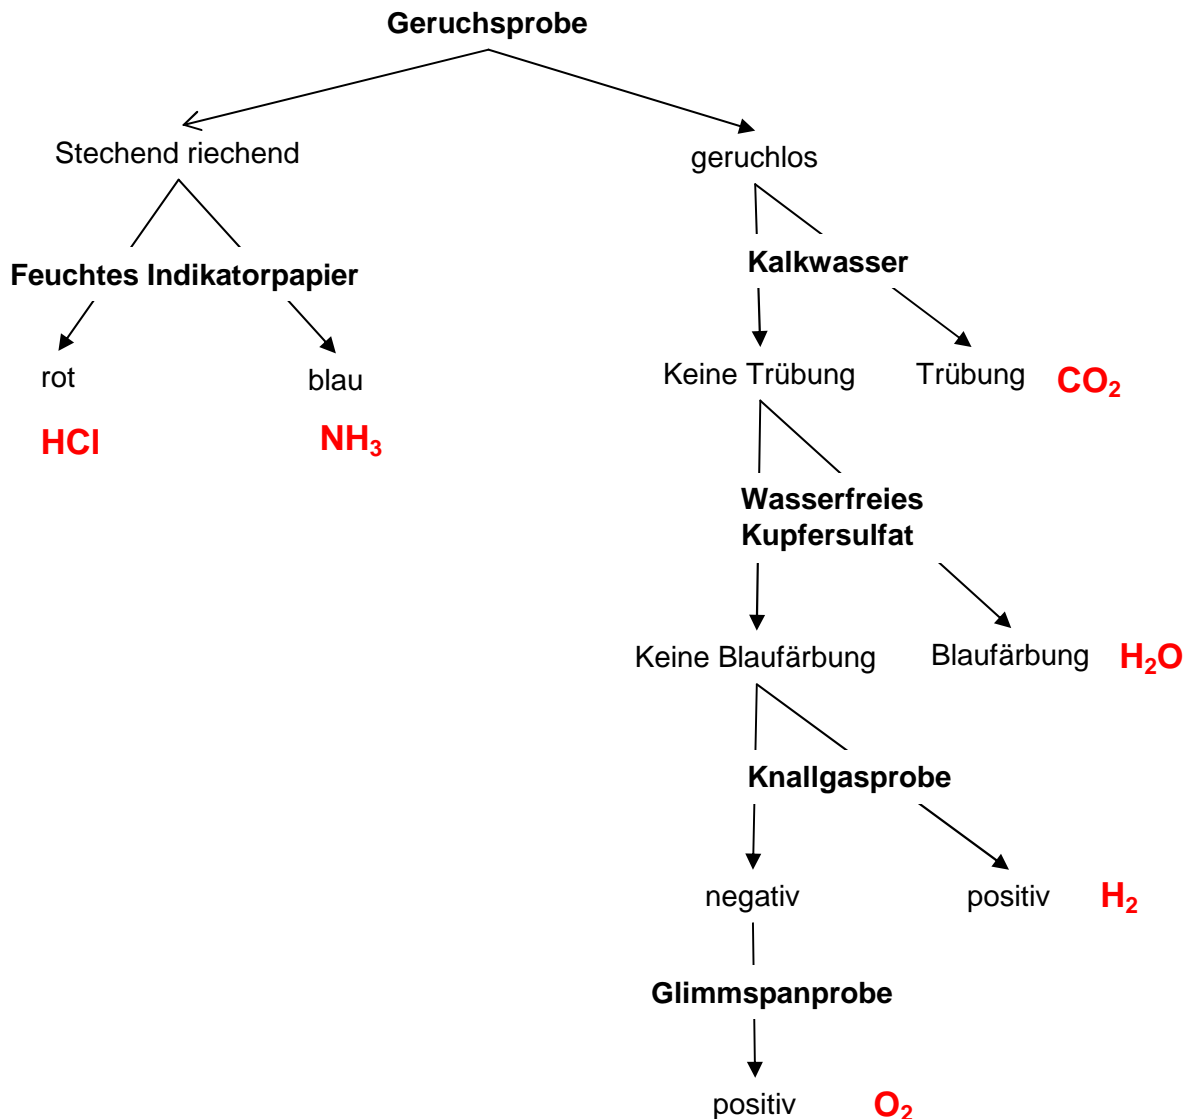 Geruchsprobe
Stechend riechend
geruchlos
Feuchtes Indikatorpapier
Kalkwasser
rot
blau
Keine Trübung
Trübung
CO₂
HCl
NH₃
Wasserfreies
Kupfersulfat
Keine Blaufärbung
Blaufärbung
H₂O
Knallgasprobe
negativ
positiv
H₂
Glimmspanprobe
positiv
O₂